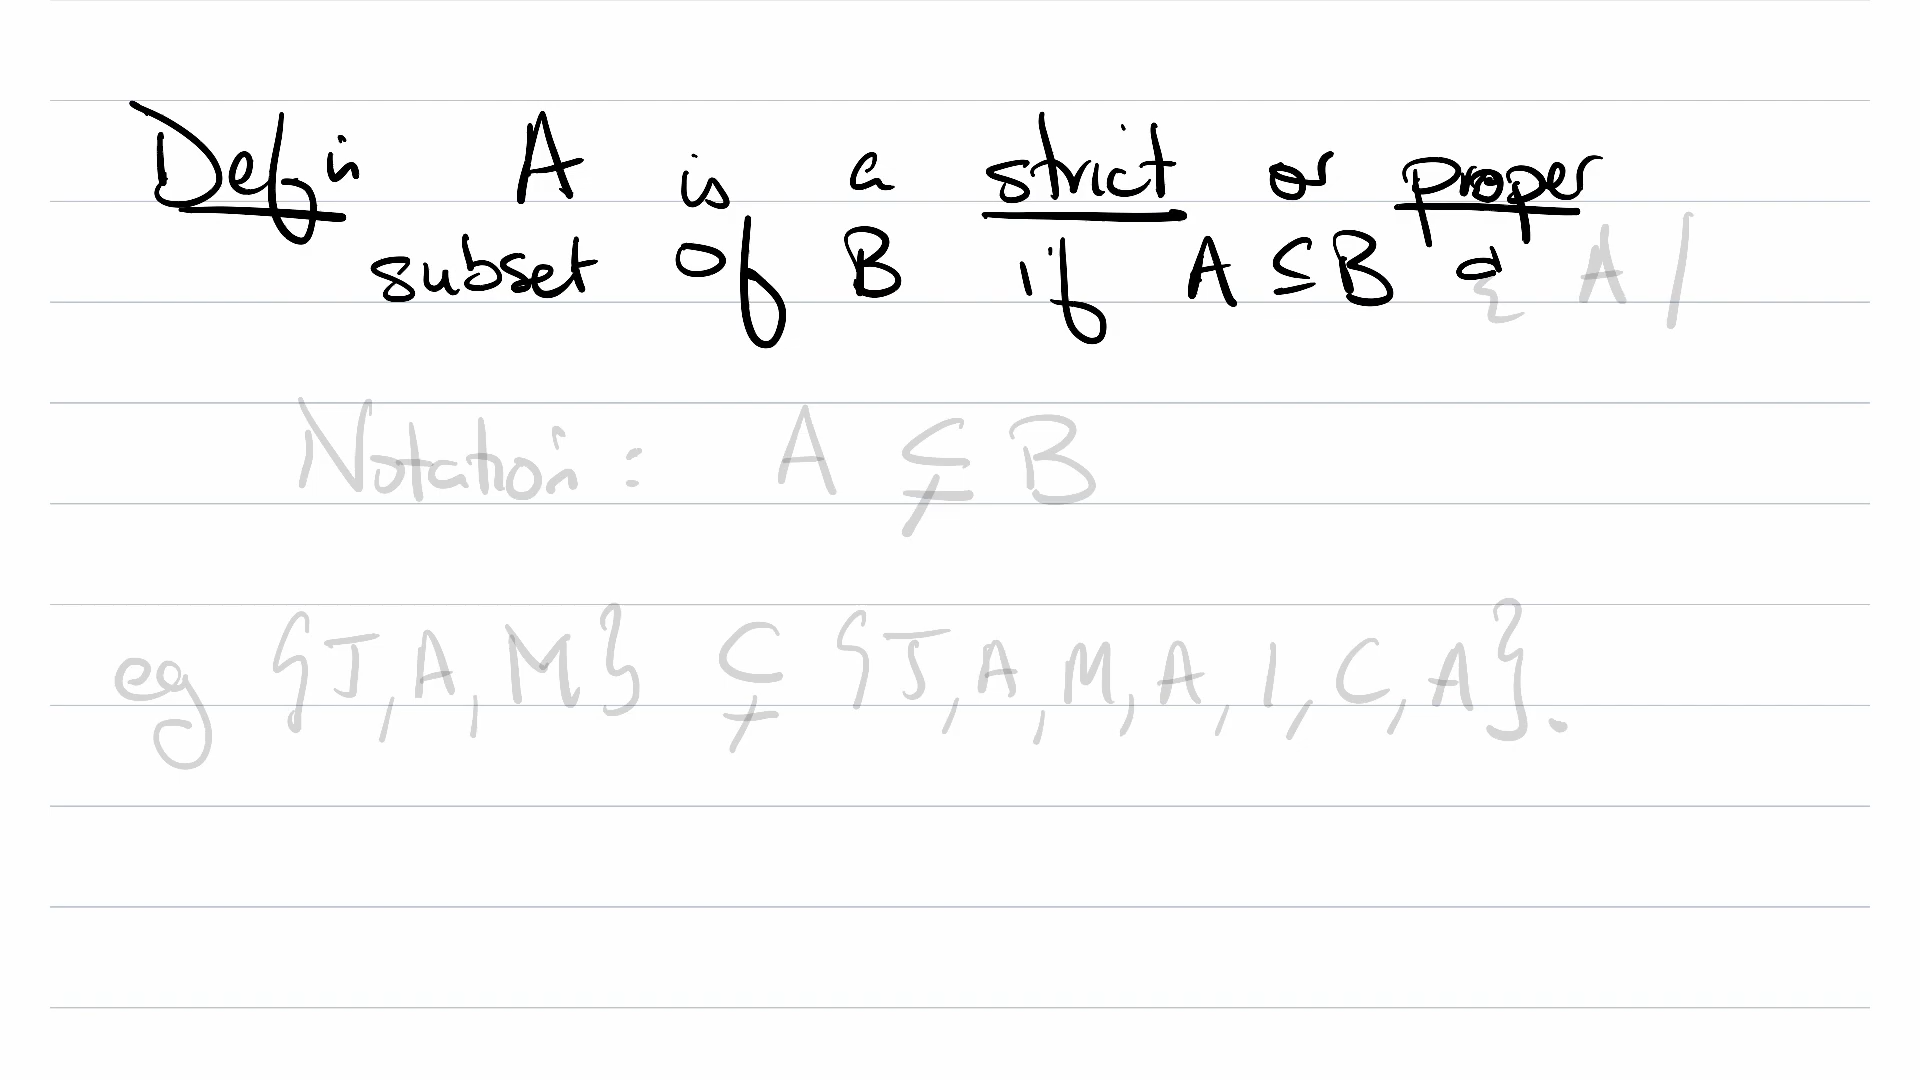 Defn A is a strict or proper
subset of B if A ⊆ B & A /
Notation: A ⊊ B
eg {J, A, M} ⊊ {J, A, M, A, I, C, A}.